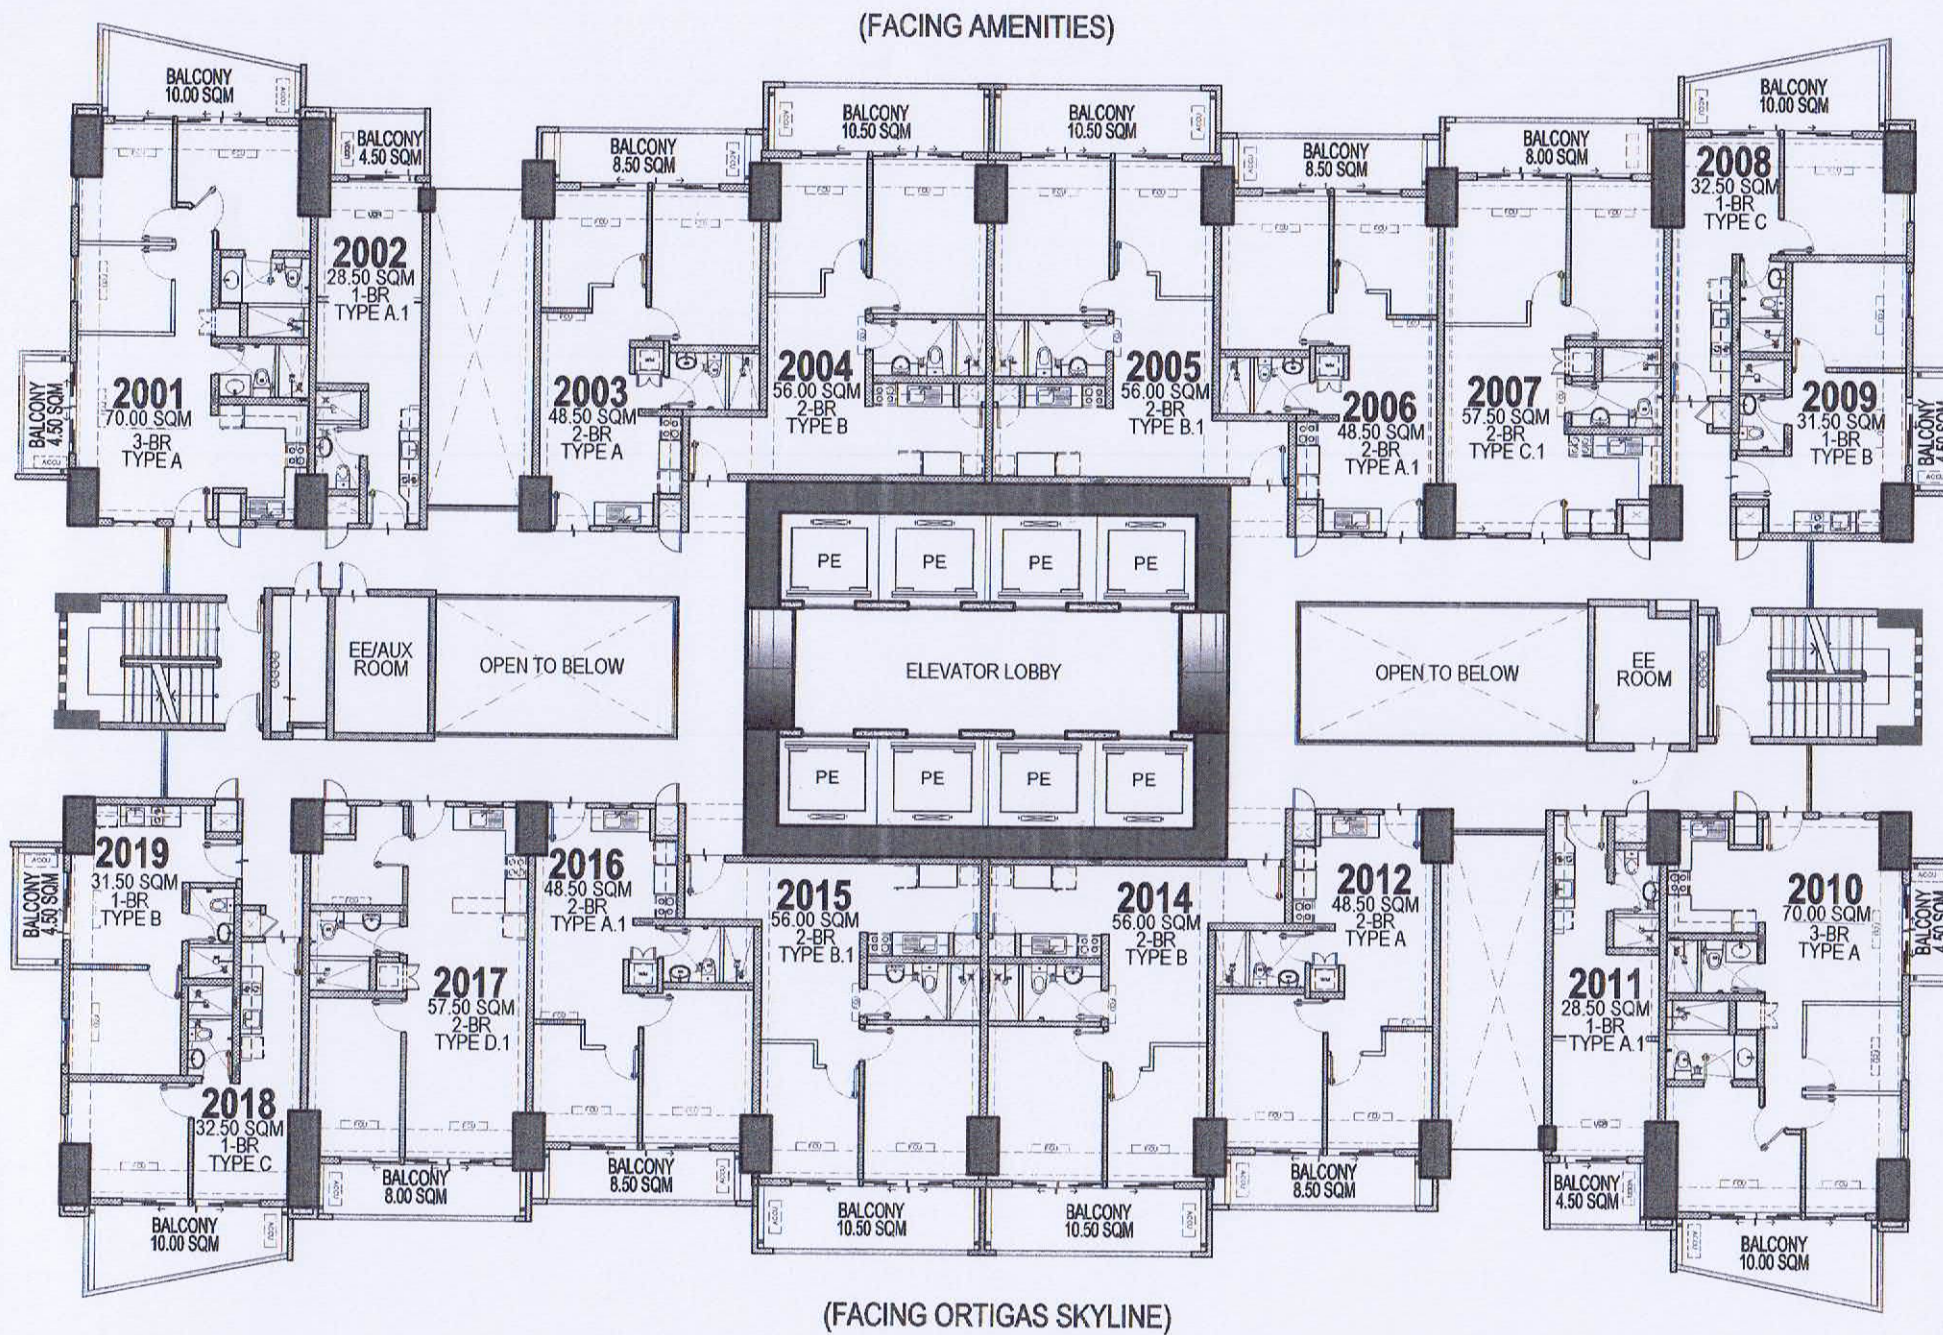 (FACING AMENITIES)
BALCONY
10.00 SQM
BALCONY
4.50 SQM
BALCONY
8.50 SQM
BALCONY
10.50 SQM
BALCONY
10.50 SQM
BALCONY
8.50 SQM
BALCONY
8.00 SQM
BALCONY
10.00 SQM
2001
70.00 SQM
3-BR
TYPE A
BALCONY
4.50 SQM
ACCU
2002
28.50 SQM
1-BR
TYPE A.1
2003
48.50 SQM
2-BR
TYPE A
2004
56.00 SQM
2-BR
TYPE B
2005
56.00 SQM
2-BR
TYPE B.1
2006
48.50 SQM
2-BR
TYPE A.1
2007
57.50 SQM
2-BR
TYPE C.1
2008
32.50 SQM
1-BR
TYPE C
2009
31.50 SQM
1-BR
TYPE B
BALCONY
4.50 SQM
ACCU
PE
PE
PE
PE
EE/AUX
ROOM
OPEN TO BELOW
ELEVATOR LOBBY
OPEN TO BELOW
EE
ROOM
PE
PE
PE
PE
2019
31.50 SQM
1-BR
TYPE B
ACCU
BALCONY
4.50 SQM
2018
32.50 SQM
1-BR
TYPE C
2017
57.50 SQM
2-BR
TYPE D.1
2016
48.50 SQM
2-BR
TYPE A.1
2015
56.00 SQM
2-BR
TYPE B.1
2014
56.00 SQM
2-BR
TYPE B
2012
48.50 SQM
2-BR
TYPE A
2011
28.50 SQM
1-BR
TYPE A.1
2010
70.00 SQM
3-BR
TYPE A
ACCU
BALCONY
4.50 SQM
BALCONY
10.00 SQM
BALCONY
8.00 SQM
BALCONY
8.50 SQM
BALCONY
10.50 SQM
BALCONY
10.50 SQM
BALCONY
8.50 SQM
BALCONY
4.50 SQM
BALCONY
10.00 SQM
(FACING ORTIGAS SKYLINE)